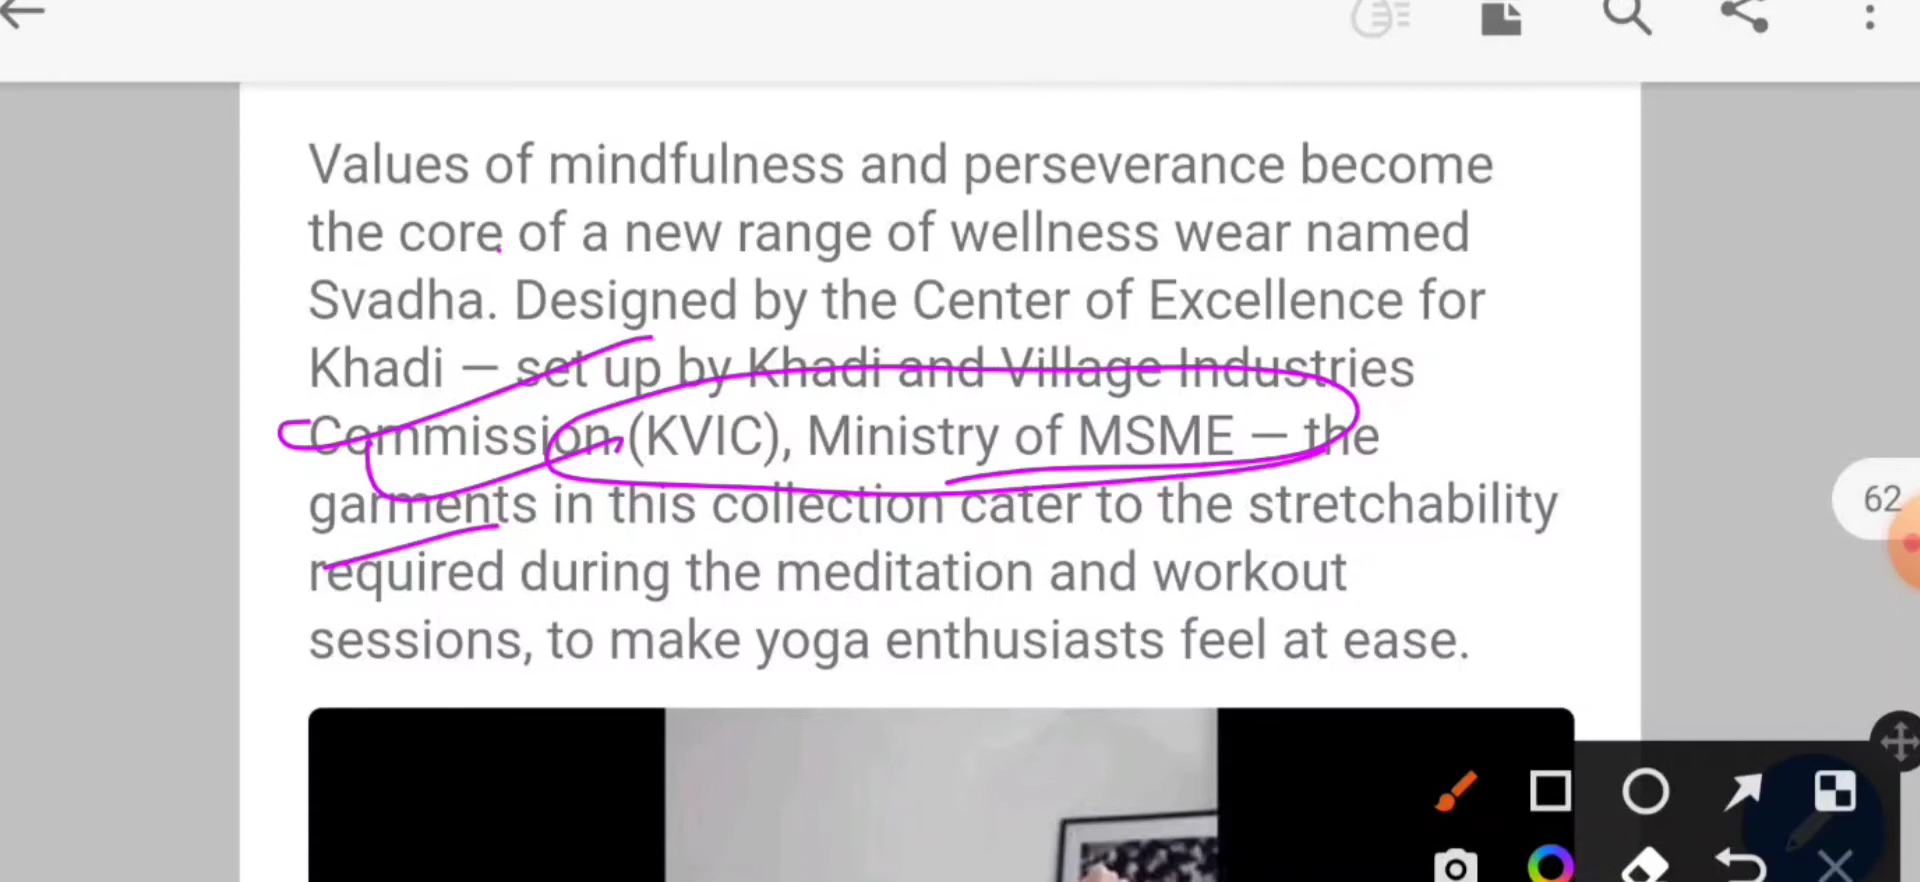 Values of mindfulness and perseverance become
the core of a new range of wellness wear named
Svadha. Designed by the Center of Excellence for
Khadi — set up by Khadi and Village Industries
Commission (KVIC), Ministry of MSME — the
garments in this collection cater to the stretchability
required during the meditation and workout
sessions, to make yoga enthusiasts feel at ease.
62